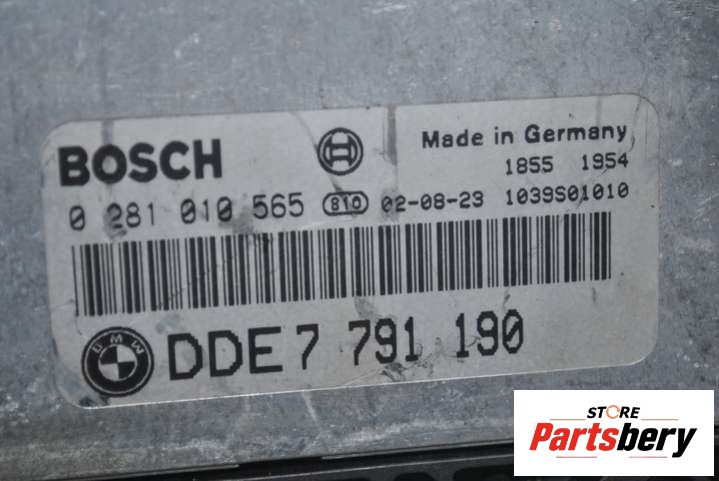 BOSCH
Made in Germany
1855 1954
0 281 010 565 810 02-08-23 1039S01010
BMW DDE 7 791 190
STORE
Partsbery